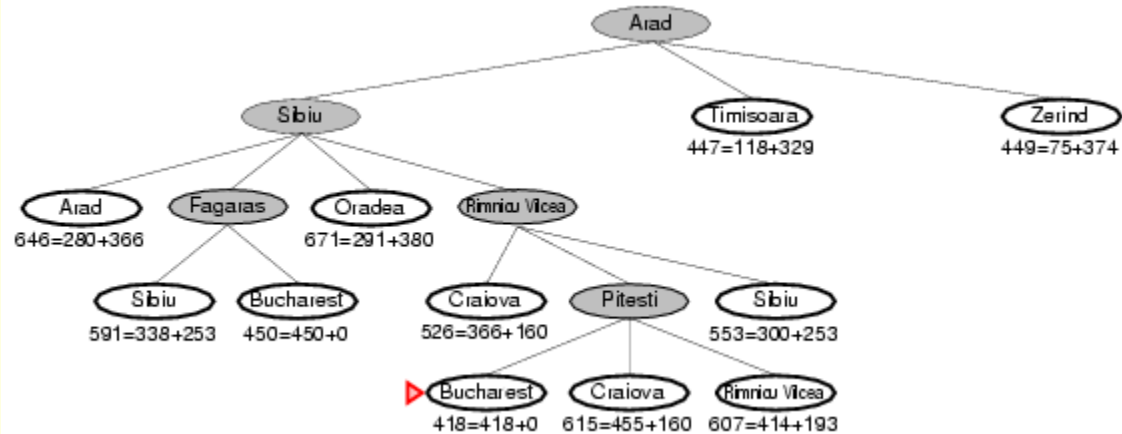 Arad
Sibiu
Timisoara
Zerind
447=118+329
449=75+374
Arad
Fagaras
Oradea
Rimnicu Vilcea
646=280+366
671=291+380
Sibiu
Bucharest
Craiova
Pitesti
Sibiu
591=338+253
450=450+0
526=366+160
553=300+253
Bucharest
Craiova
Rimnicu Vilcea
418=418+0
615=455+160
607=414+193